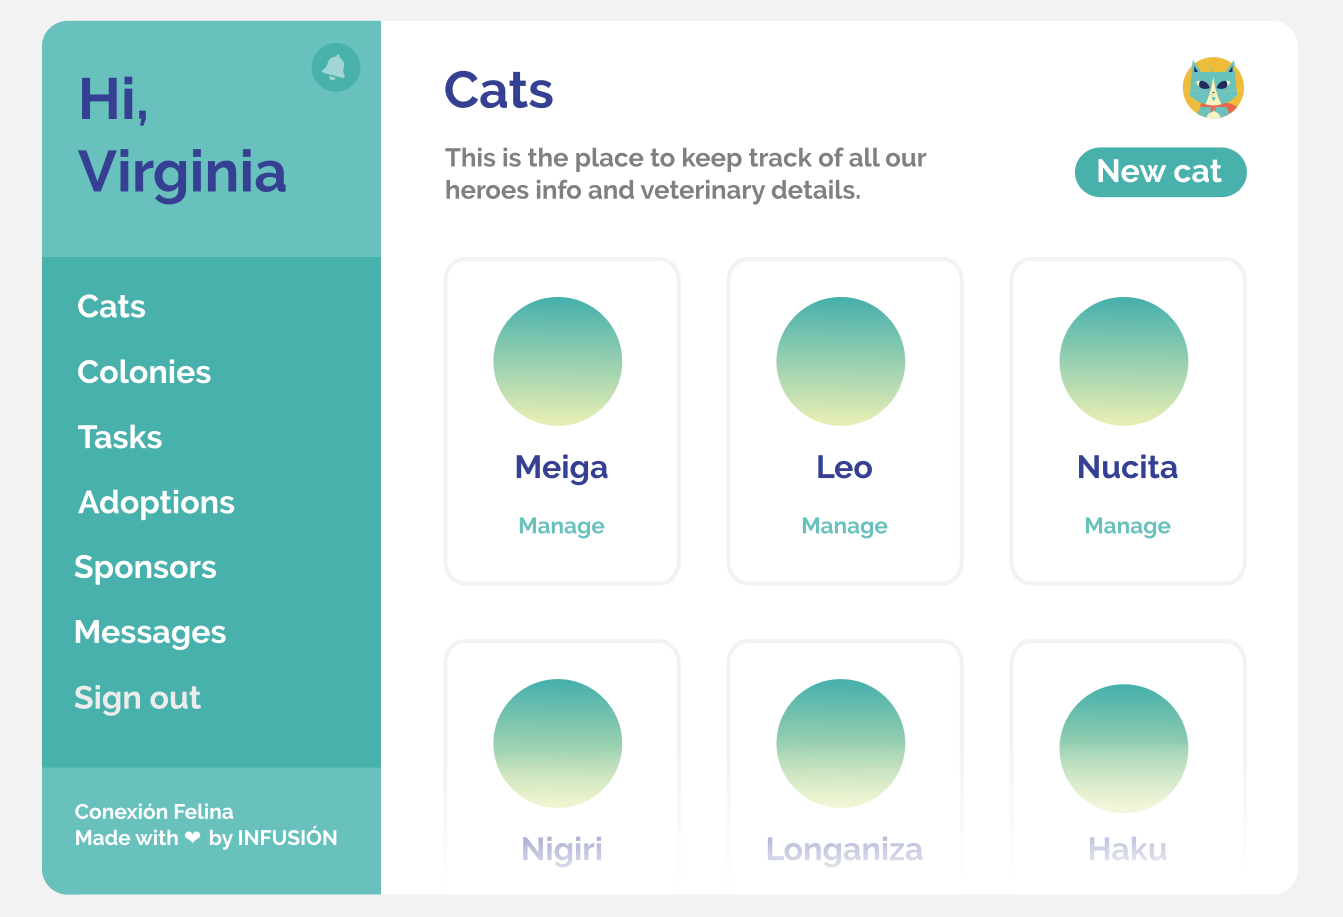 Hi,
Virginia
Cats
Colonies
Tasks
Adoptions
Sponsors
Messages
Sign out
Conexión Felina
Made with ❤ by INFUSIÓN
Cats
This is the place to keep track of all our
heroes info and veterinary details.
New cat
Meiga
Leo
Nucita
Manage
Manage
Manage
Nigiri
Longaniza
Haku